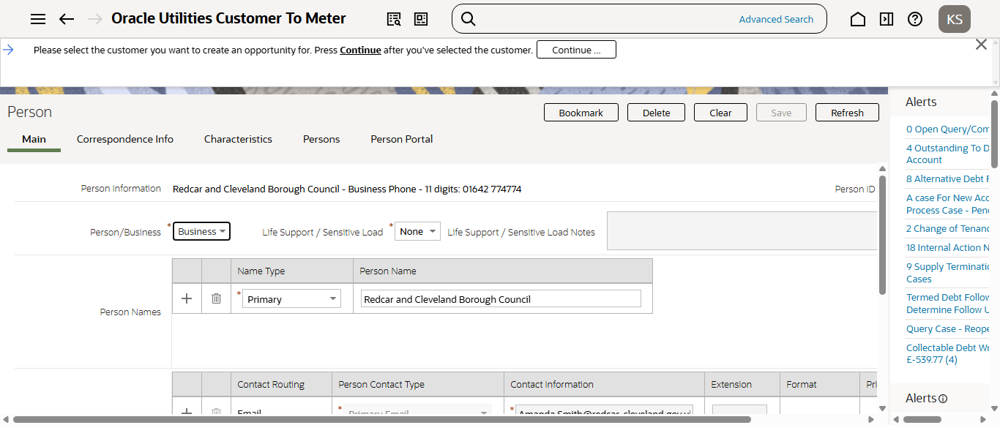 Oracle Utilities Customer To Meter
Advanced Search
KS
Please select the customer you want to create an opportunity for. Press Continue after you've selected the customer.
Continue ...
Person
Bookmark
Delete
Clear
Save
Refresh
Main
Correspondence Info
Characteristics
Persons
Person Portal
Person Information
Redcar and Cleveland Borough Council - Business Phone - 11 digits: 01642 774774
Person ID
Person/Business
* Business
Life Support / Sensitive Load
* None
Life Support / Sensitive Load Notes
Name Type
Person Name
* Primary
Redcar and Cleveland Borough Council
Person Names
Contact Routing
Person Contact Type
Contact Information
Extension
Format
Pri
Email
* Primary Email
* Amanda.Smith@redcar-cleveland.gov.u
Alerts
0 Open Query/Com
4 Outstanding To D
Account
8 Alternative Debt F
A case For New Acc
Process Case - Pen
2 Change of Tenanc
18 Internal Action N
9 Supply Terminatic
Cases
Termed Debt Follow
Determine Follow U
Query Case - Reope
Collectable Debt Wr
£-539.77 (4)
Alerts